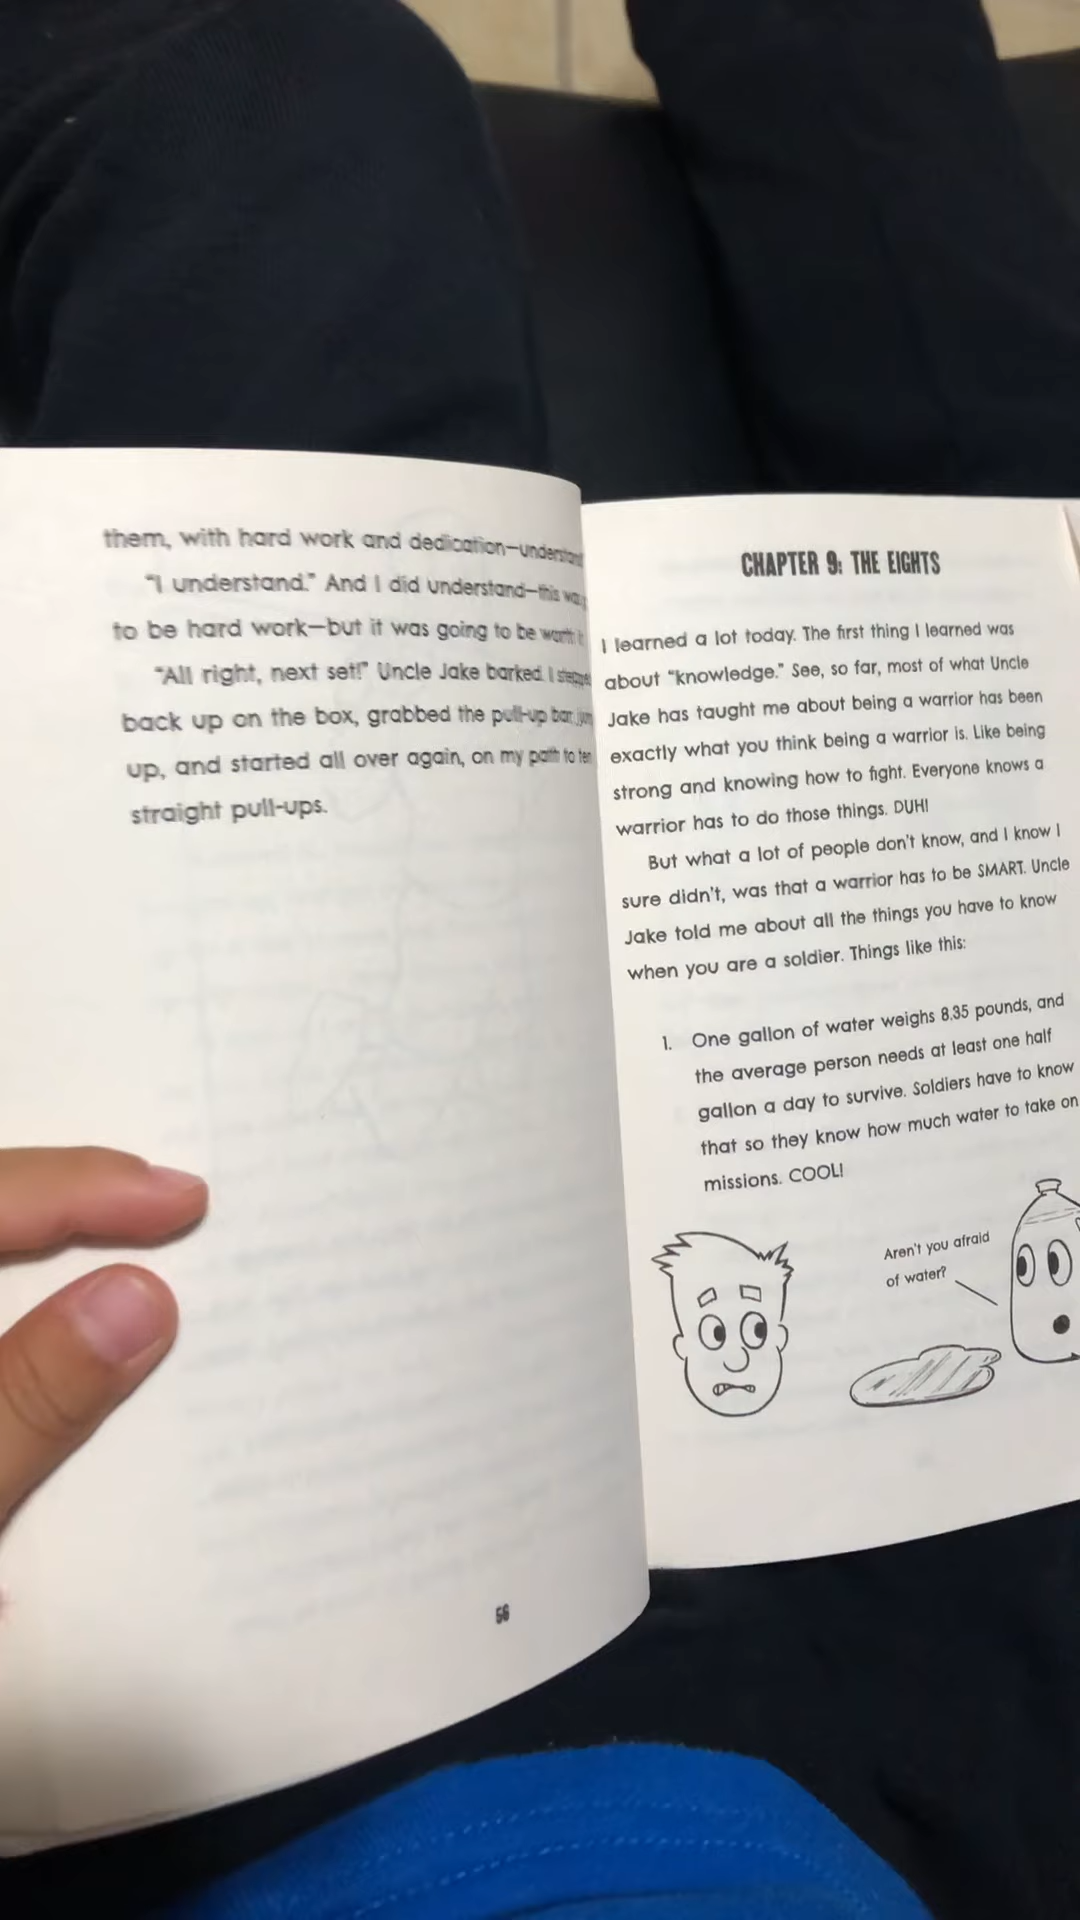 them, with hard work and dedication—understand
“I understand.” And I did understand—this was
to be hard work—but it was going to be worth it
“All right, next set!” Uncle Jake barked. I stepped
back up on the box, grabbed the pull-up bar,
up, and started all over again, on my path to ten
straight pull-ups.
56
CHAPTER 9: THE EIGHTS
I learned a lot today. The first thing I learned was
about “knowledge.” See, so far, most of what Uncle
Jake has taught me about being a warrior has been
exactly what you think being a warrior is. Like being
strong and knowing how to fight. Everyone knows a
warrior has to do those things. DUH!
But what a lot of people don’t know, and I know I
sure didn’t, was that a warrior has to be SMART. Uncle
Jake told me about all the things you have to know
when you are a soldier. Things like this:
1. One gallon of water weighs 8.35 pounds, and
the average person needs at least one half
gallon a day to survive. Soldiers have to know
that so they know how much water to take on
missions. COOL!
Aren’t you afraid
of water?